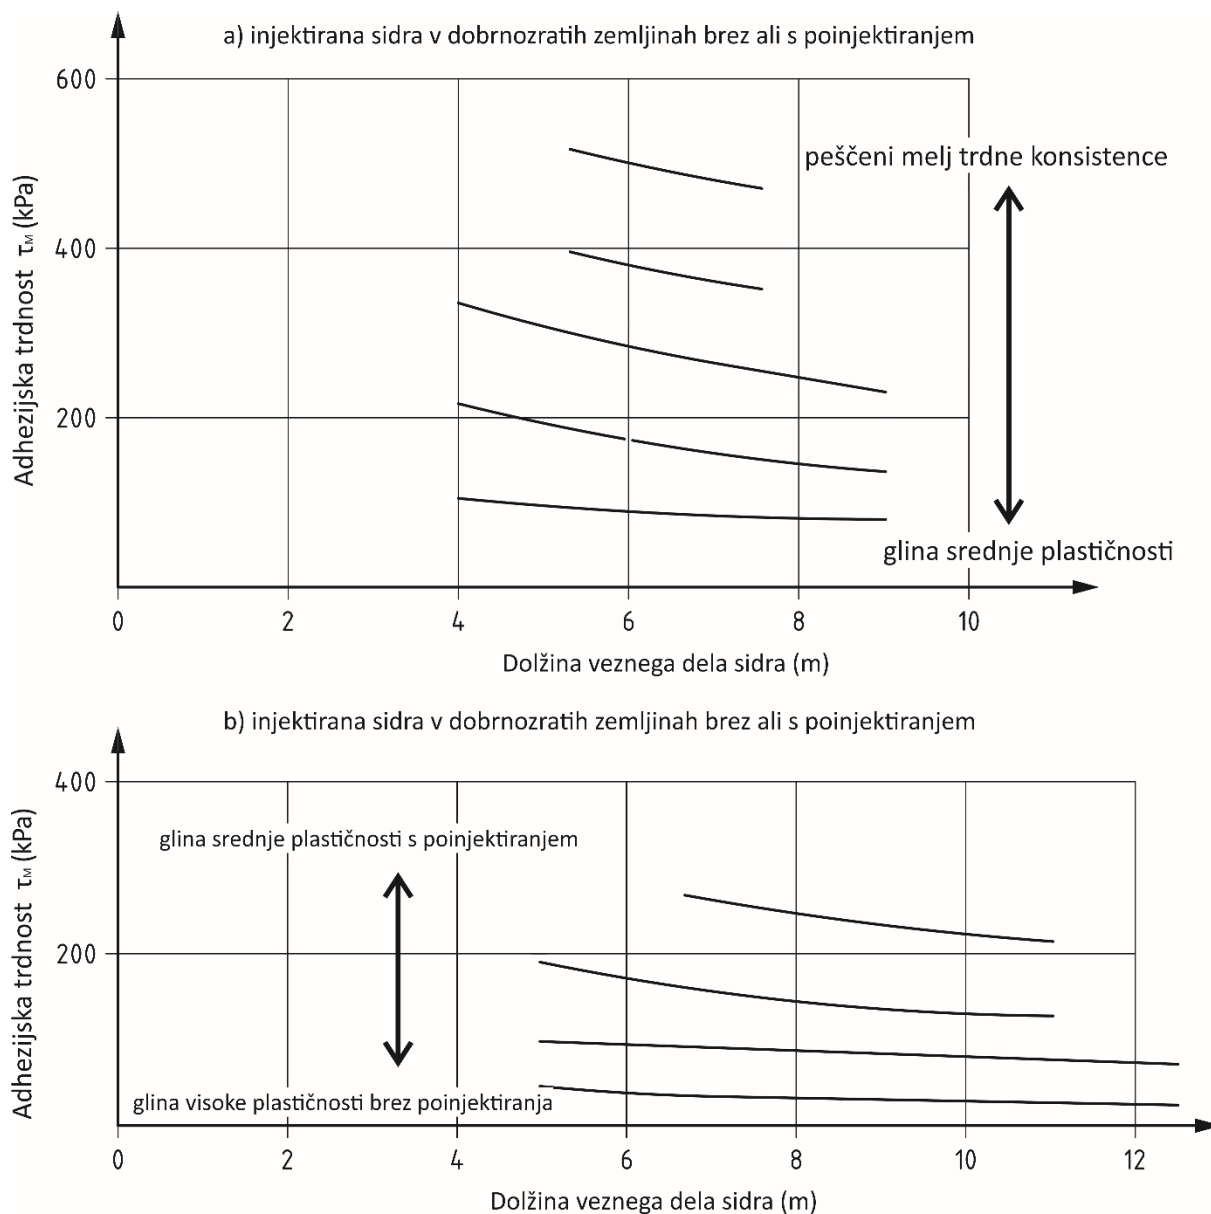 a) injektirana sidra v dobrnozratih zemljinah brez ali s poinjektiranjem
Adhezijska trdnost τM (kPa)
600
400
200
peščeni melj trdne konsistence
glina srednje plastičnosti
0 2 4 6 8 10
Dolžina veznega dela sidra (m)
b) injektirana sidra v dobrnozratih zemljinah brez ali s poinjektiranjem
Adhezijska trdnost τM (kPa)
400
200
glina srednje plastičnosti s poinjektiranjem
glina visoke plastičnosti brez poinjektiranja
0 2 4 6 8 10 12
Dolžina veznega dela sidra (m)